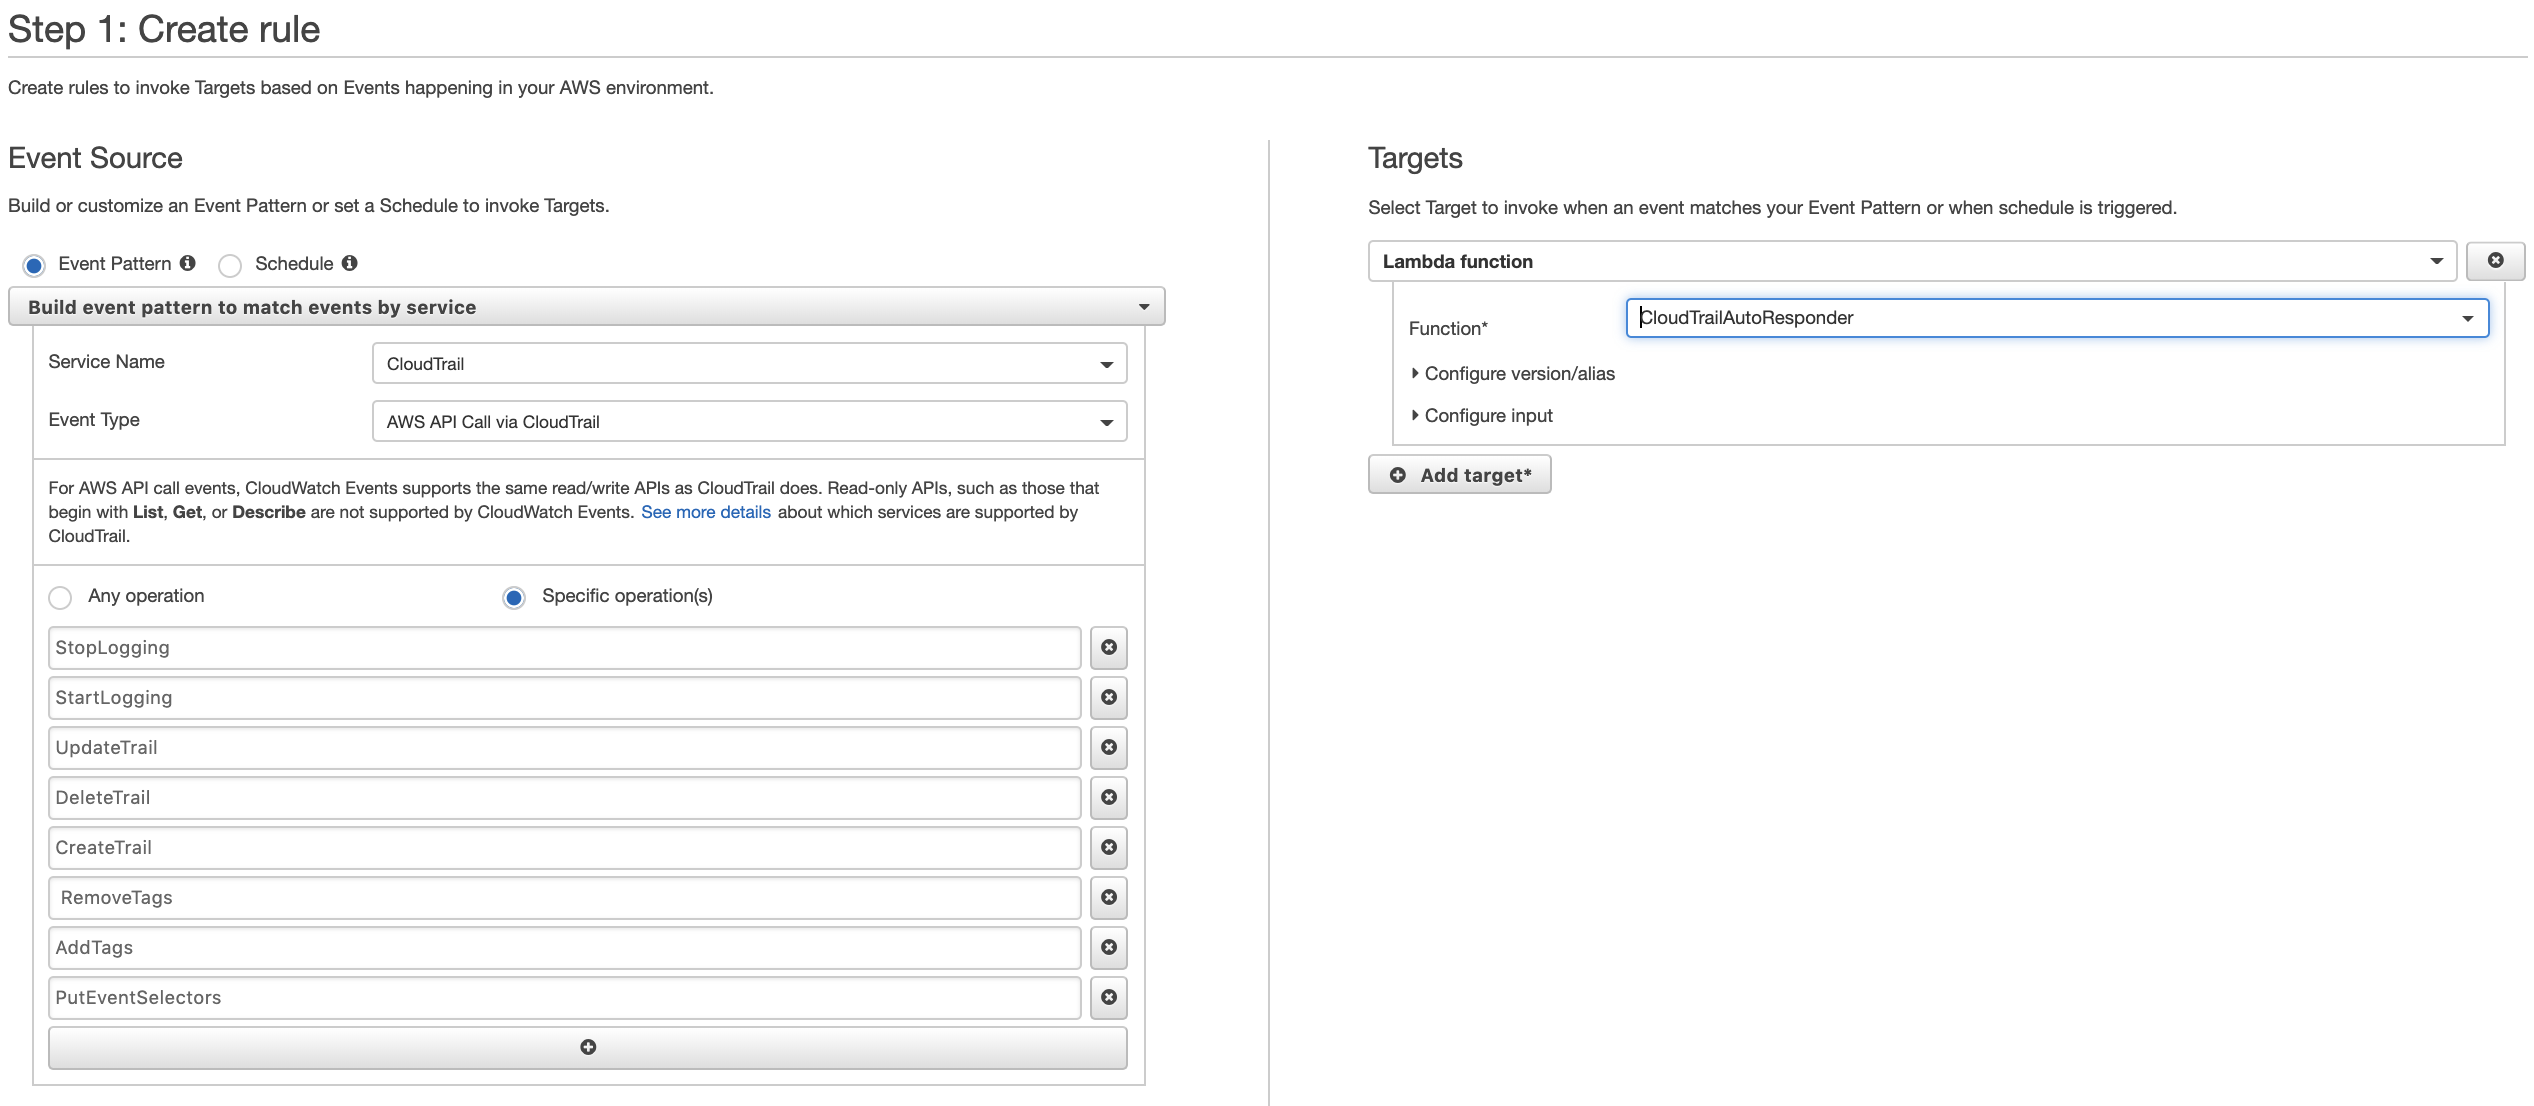 Step 1: Create rule
Create rules to invoke Targets based on Events happening in your AWS environment.
Event Source
Build or customize an Event Pattern or set a Schedule to invoke Targets.
Event Pattern
Schedule
Build event pattern to match events by service
Service Name
CloudTrail
Event Type
AWS API Call via CloudTrail
For AWS API call events, CloudWatch Events supports the same read/write APIs as CloudTrail does. Read-only APIs, such as those that
begin with List, Get, or Describe are not supported by CloudWatch Events. See more details about which services are supported by
CloudTrail.
Any operation
Specific operation(s)
StopLogging
StartLogging
UpdateTrail
DeleteTrail
CreateTrail
RemoveTags
AddTags
PutEventSelectors
Targets
Select Target to invoke when an event matches your Event Pattern or when schedule is triggered.
Lambda function
Function*
CloudTrailAutoResponder
Configure version/alias
Configure input
Add target*